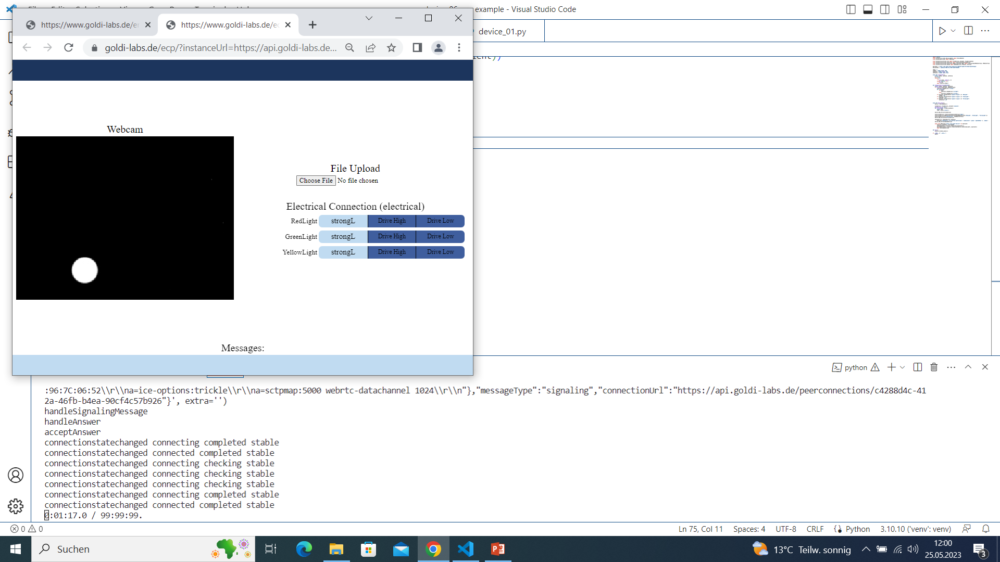 example - Visual Studio Code
https://www.goldi-labs.de/er
https://www.goldi-labs.de/ec
device_01.py
goldi-labs.de/ecp/?instanceUrl=https://api.goldi-labs.de...
Webcam
File Upload
Choose File No file chosen
Electrical Connection (electrical)
RedLight strongL Drive High Drive Low
GreenLight strongL Drive High Drive Low
YellowLight strongL Drive High Drive Low
Messages:
python
:96:7C:06:52\\r\\na=ice-options:trickle\\r\\na=sctpmap:5000 webrtc-datachannel 1024\\r\\n"},"messageType":"signaling","connectionUrl":"https://api.goldi-labs.de/peerconnections/c4288d4c-41
2a-46fb-b4ea-90cf4c57b926"}', extra='')
handleSignalingMessage
handleAnswer
acceptAnswer
connectionstatechanged connecting completed stable
connectionstatechanged connected completed stable
connectionstatechanged connecting checking stable
connectionstatechanged connecting checking stable
connectionstatechanged connecting checking stable
connectionstatechanged connecting completed stable
connectionstatechanged connected completed stable
0:01:17.0 / 99:99:99.
0 0
Ln 75, Col 11 Spaces: 4 UTF-8 CRLF Python 3.10.10 ('venv': venv)
Suchen
13°C Teilw. sonnig
12:00
25.05.2023
3